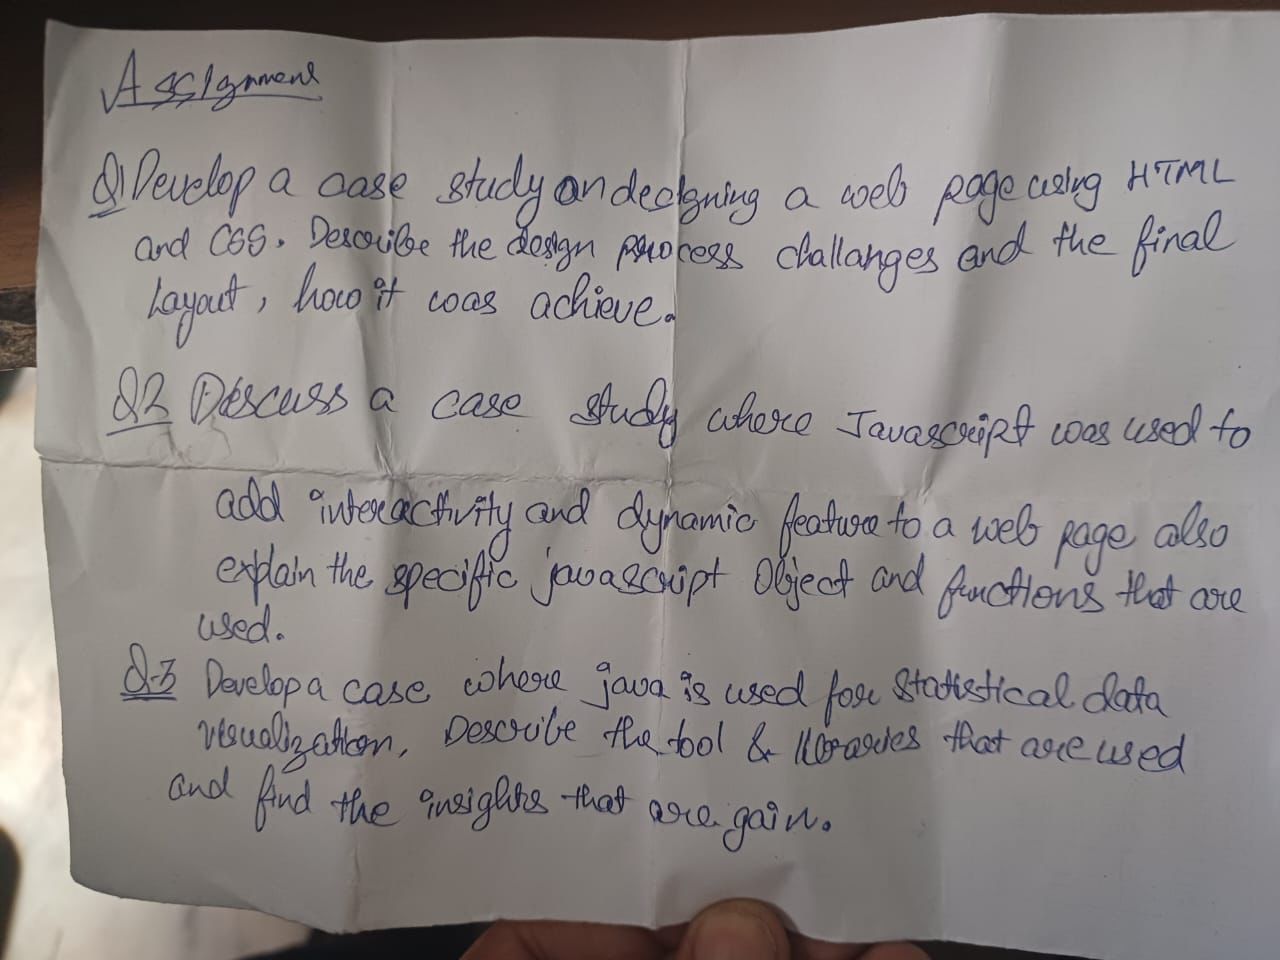 Assignment
Q1 Develop a case study on designing a web page using HTML
and CSS. Describe the design process challanges and the final
Layout, how it was achieve.
Q2 Discuss a case study where Javascript was used to
add interactivity and dynamic feature to a web page also
explain the specific javascript Object and functions that are
used.
Q-3 Develop a case where java is used for Statistical data
visualization, Describe the tool & libraries that are used
and find the insights that are gain.